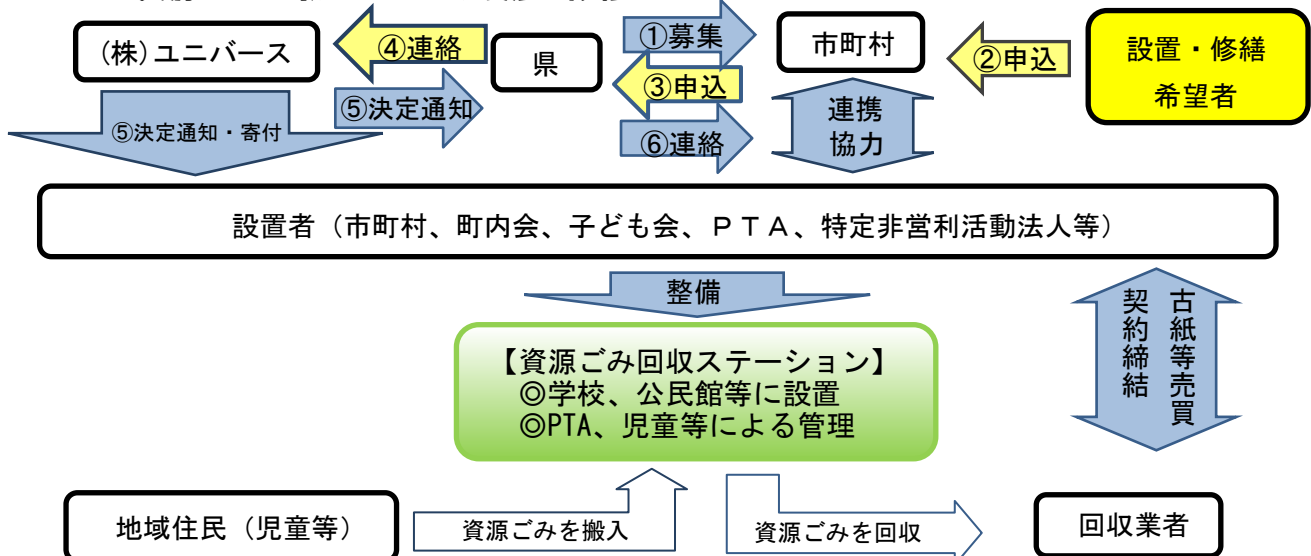 (株)ユニバース
④連絡
県
①募集
市町村
②申込
設置・修繕
希望者
③申込
⑤決定通知・寄付
⑤決定通知
⑥連絡
連携
協力
設置者（市町村、町内会、子ども会、ＰＴＡ、特定非営利活動法人等）
整備
【資源ごみ回収ステーション】
◎学校、公民館等に設置
◎PTA、児童等による管理
古紙等売買
契約締結
地域住民（児童等）
資源ごみを搬入
資源ごみを回収
回収業者